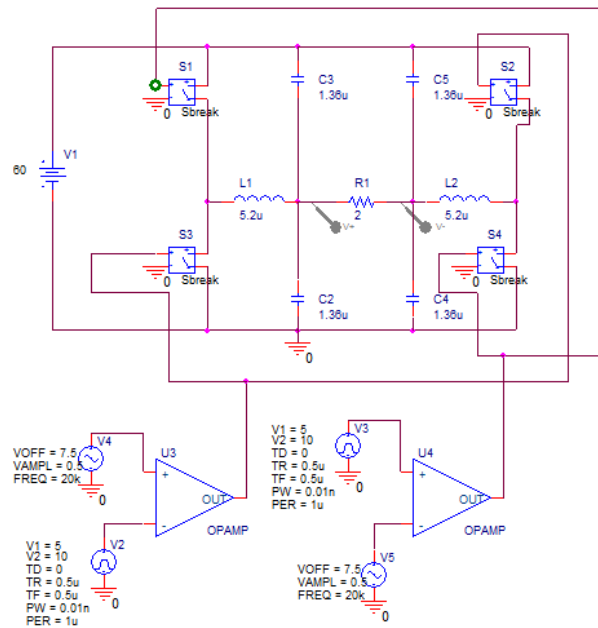 S1
0
Sbreak
C3
1.36u
C5
1.36u
S2
0
Sbreak
60
V1
L1
5.2u
R1
2
V+
V-
L2
5.2u
S3
0
Sbreak
S4
0
Sbreak
C2
1.36u
C4
1.36u
0
V4
VOFF = 7.5
VAMPL = 0.5
FREQ = 20k
0
U3
+
-
OUT
OPAMP
V1 = 5
V2 = 10
TD = 0
TR = 0.5u
TF = 0.5u
PW = 0.01n
PER = 1u
V2
0
V1 = 5
V2 = 10
TD = 0
TR = 0.5u
TF = 0.5u
PW = 0.01n
PER = 1u
V3
0
U4
+
-
OUT
OPAMP
VOFF = 7.5
VAMPL = 0.5
FREQ = 20k
V5
0